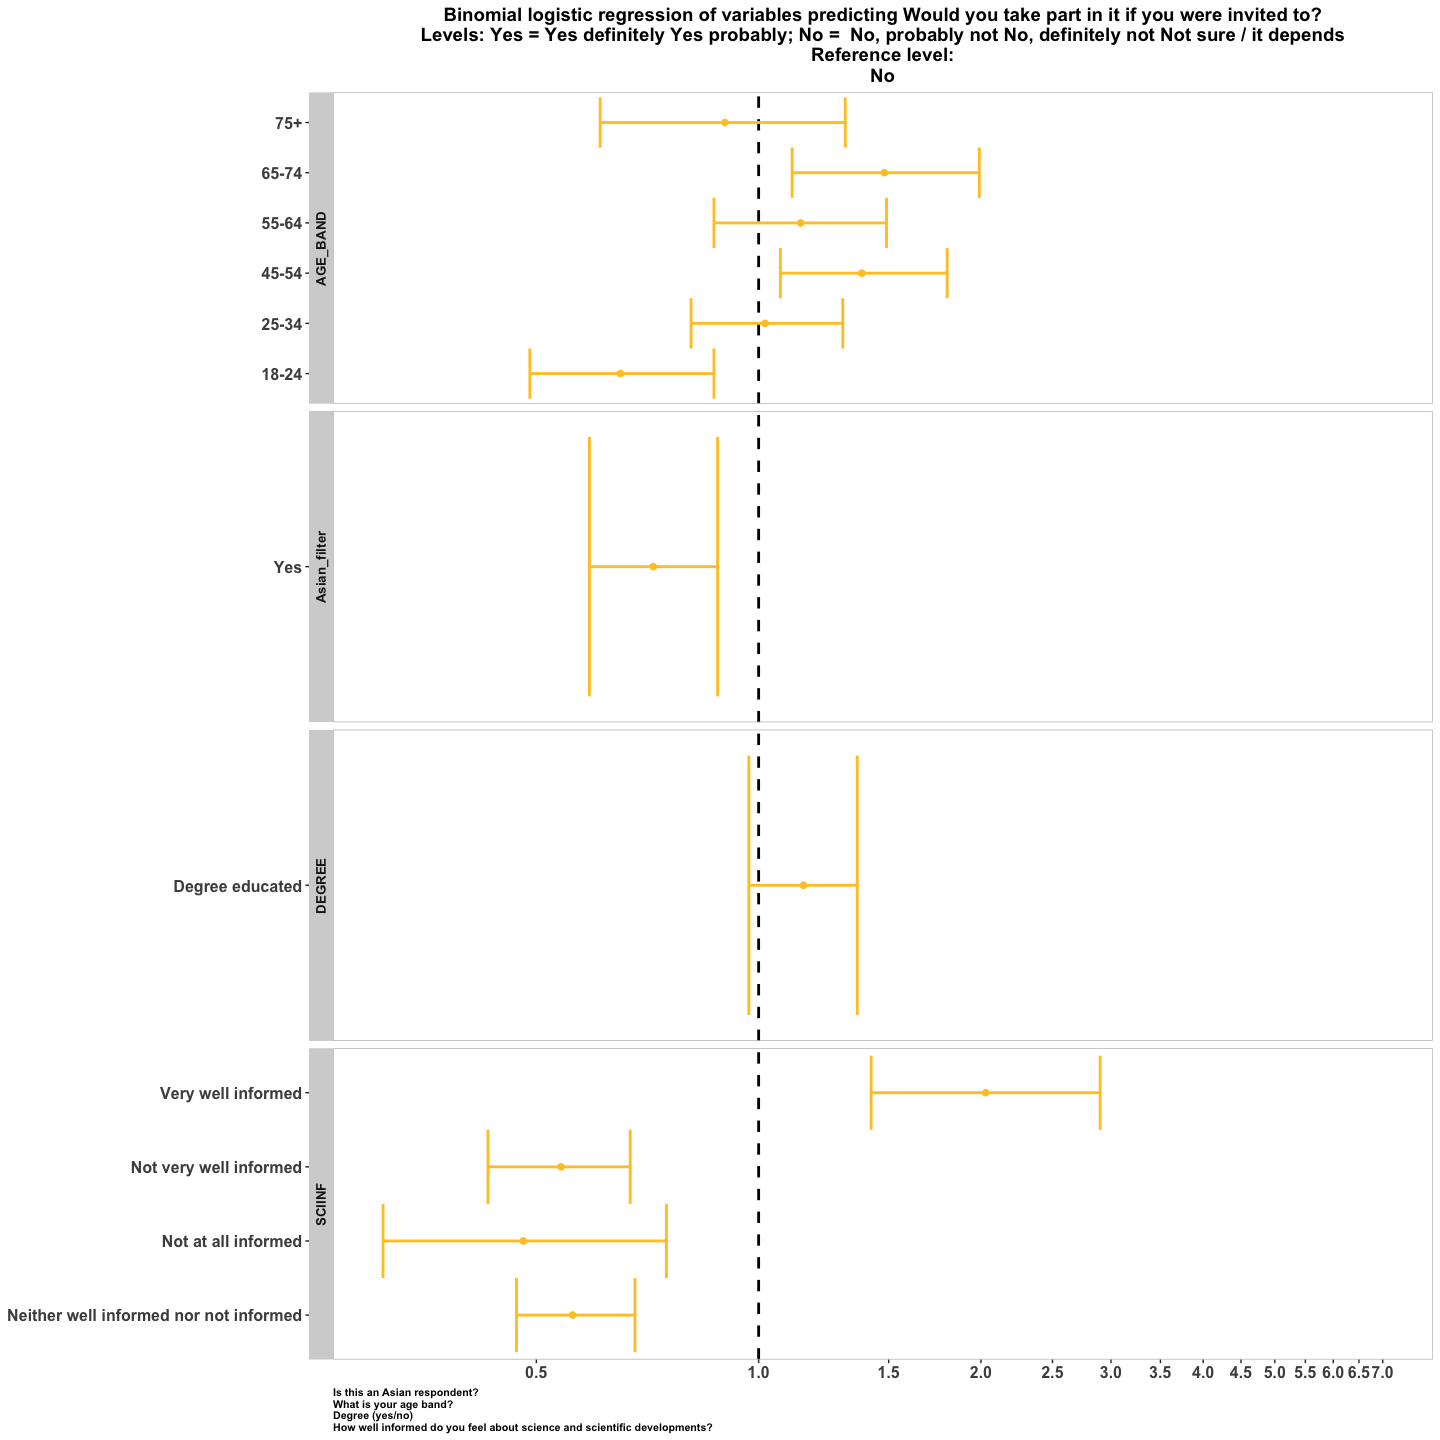 Binomial logistic regression of variables predicting Would you take part in it if you were invited to?
Levels: Yes = Yes definitely Yes probably; No =  No, probably not No, definitely not Not sure / it depends
Reference level:
No
AGE_BAND
75+
65-74
55-64
45-54
25-34
18-24
Asian_filter
Yes
DEGREE
Degree educated
SCIINF
Very well informed
Not very well informed
Not at all informed
Neither well informed nor not informed
0.5 1.0 1.5 2.0 2.5 3.0 3.5 4.0 4.5 5.0 5.5 6.0 6.5 7.0
Is this an Asian respondent?
What is your age band?
Degree (yes/no)
How well informed do you feel about science and scientific developments?